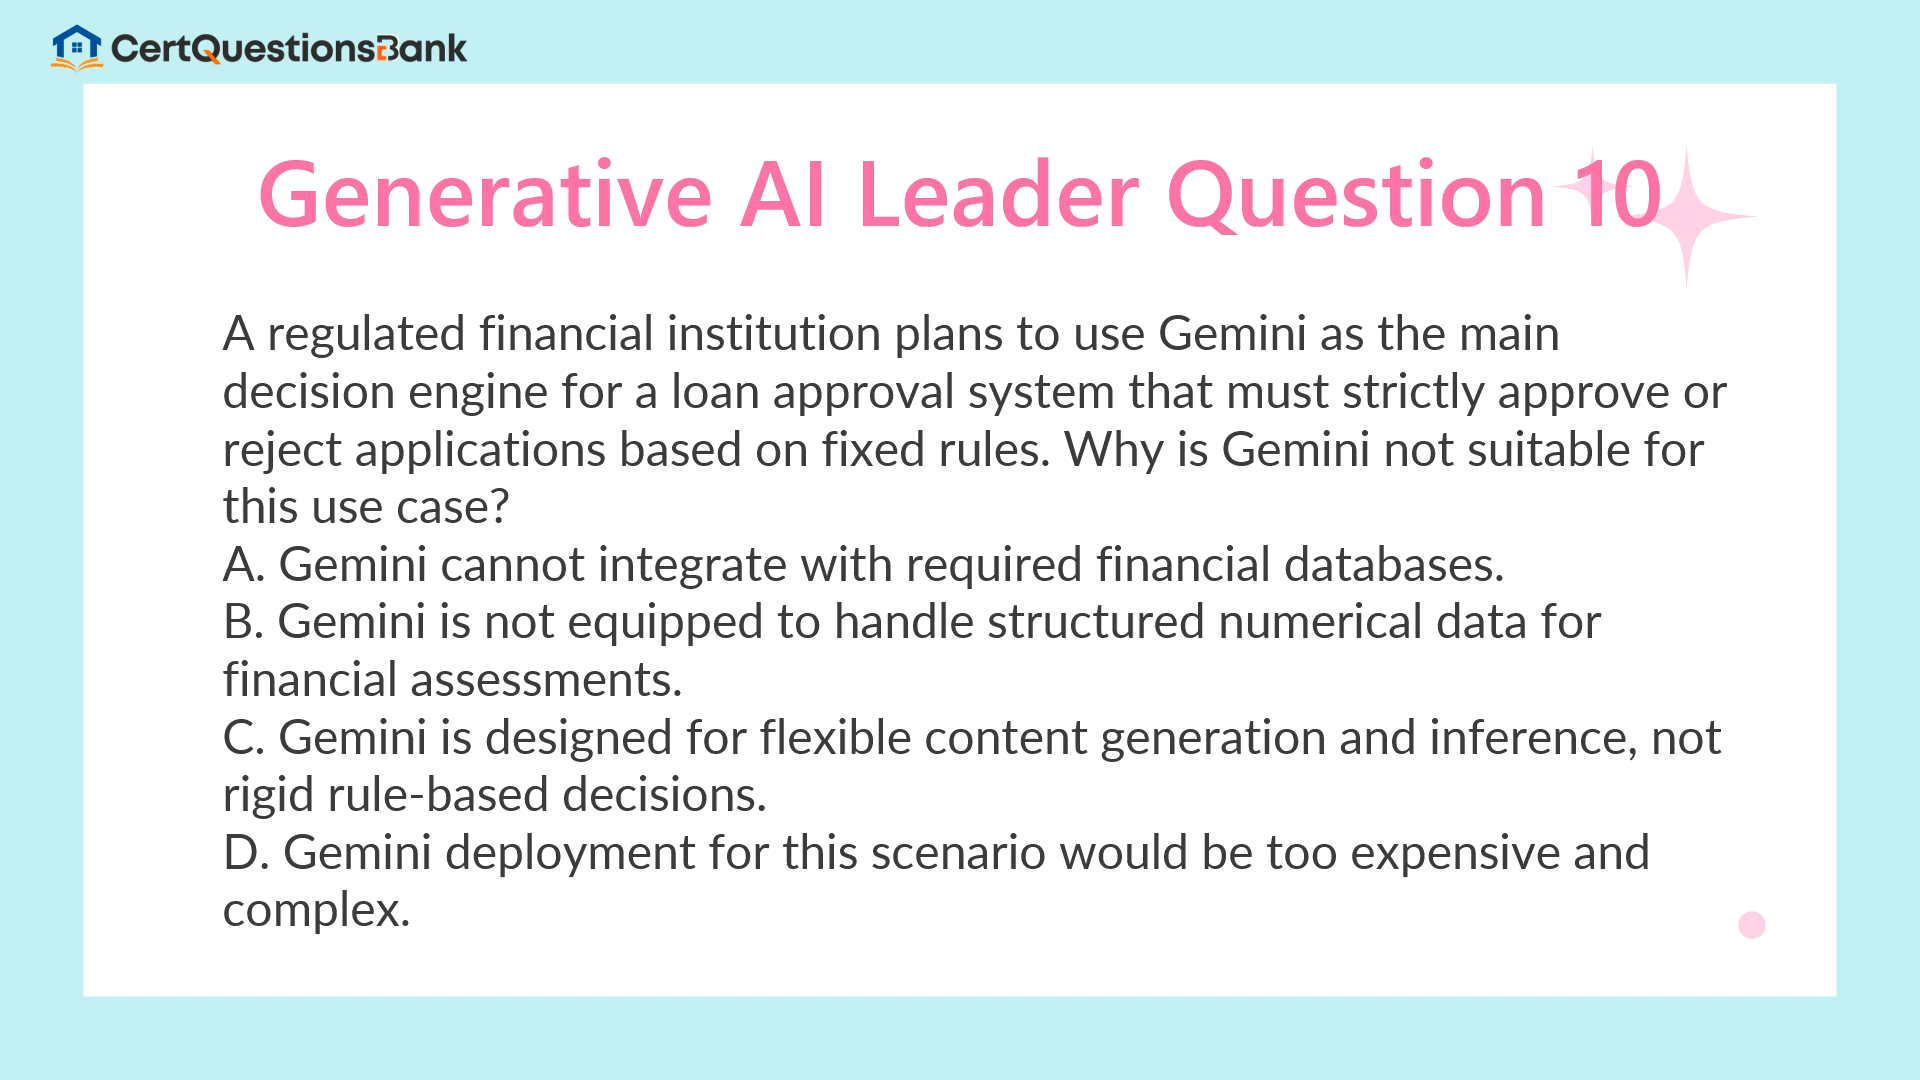 CertQuestionsBank
Generative AI Leader Question 10
A regulated financial institution plans to use Gemini as the main
decision engine for a loan approval system that must strictly approve or
reject applications based on fixed rules. Why is Gemini not suitable for
this use case?
A. Gemini cannot integrate with required financial databases.
B. Gemini is not equipped to handle structured numerical data for
financial assessments.
C. Gemini is designed for flexible content generation and inference, not
rigid rule-based decisions.
D. Gemini deployment for this scenario would be too expensive and
complex.